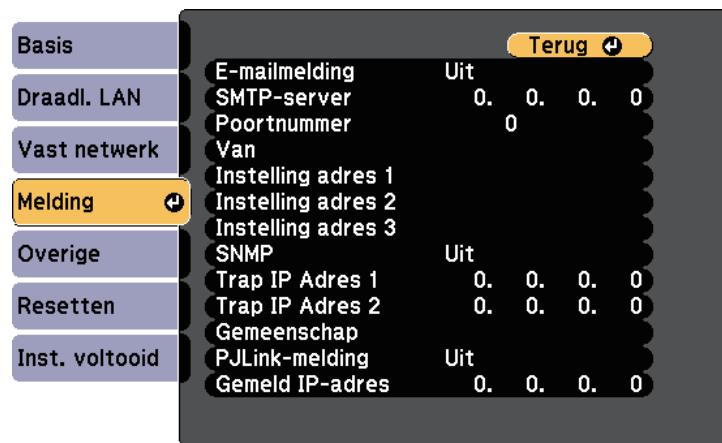 Basis
Draadl. LAN
Vast netwerk
Melding
Overige
Resetten
Inst. voltooid
Terug
E-mailmelding Uit
SMTP-server 0. 0. 0. 0
Poortnummer 0
Van
Instelling adres 1
Instelling adres 2
Instelling adres 3
SNMP Uit
Trap IP Adres 1 0. 0. 0. 0
Trap IP Adres 2 0. 0. 0. 0
Gemeenschap
PJLink-melding Uit
Gemeld IP-adres 0. 0. 0. 0